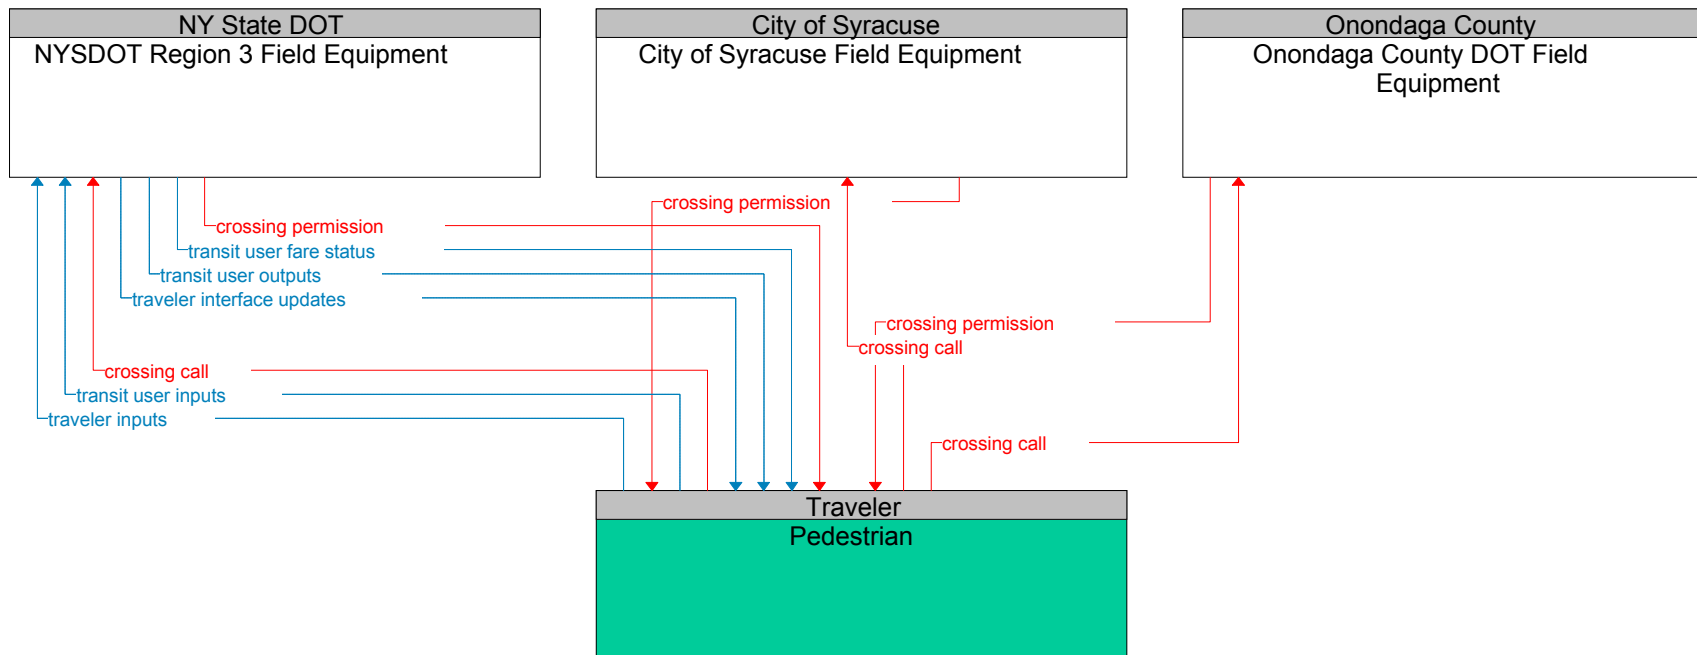 NY State DOT
NYSDOT Region 3 Field Equipment
City of Syracuse
City of Syracuse Field Equipment
Onondaga County
Onondaga County DOT Field
Equipment
crossing permission
crossing permission
transit user fare status
transit user outputs
traveler interface updates
crossing permission
crossing call
crossing call
transit user inputs
traveler inputs
crossing call
Traveler
Pedestrian